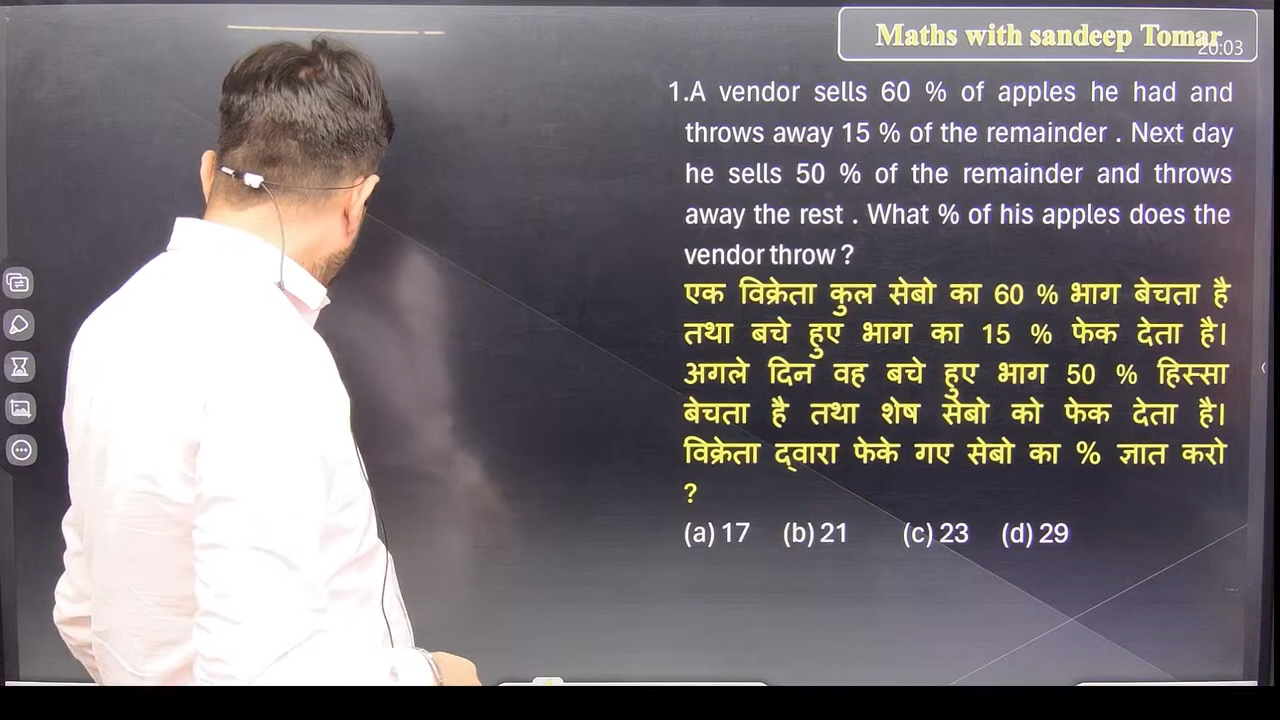 Maths with sandeep Tomar
20:03
1.A vendor sells 60 % of apples he had and
throws away 15 % of the remainder . Next day
he sells 50 % of the remainder and throws
away the rest . What % of his apples does the
vendor throw ?
एक विक्रेता कुल सेबो का 60 % भाग बेचता है
तथा बचे हुए भाग का 15 % फेक देता है।
अगले दिन वह बचे हुए भाग 50 % हिस्सा
बेचता है तथा शेष सेबो को फेक देता है।
विक्रेता द्वारा फेके गए सेबो का % ज्ञात करो
?
(a) 17 (b) 21 (c) 23 (d) 29